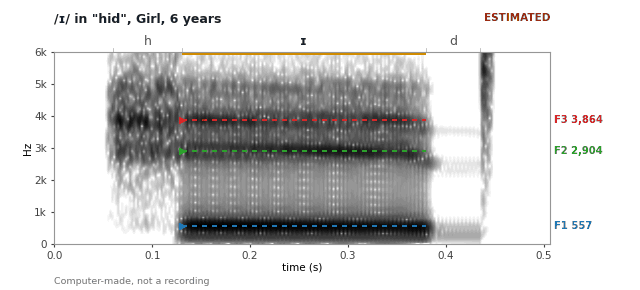 /ɪ/ in "hid", Girl, 6 years
ESTIMATED
h ɪ d
6k
5k
4k
3k
2k
1k
0
Hz
F3 3,864
F2 2,904
F1 557
0.0 0.1 0.2 0.3 0.4 0.5
time (s)
Computer-made, not a recording